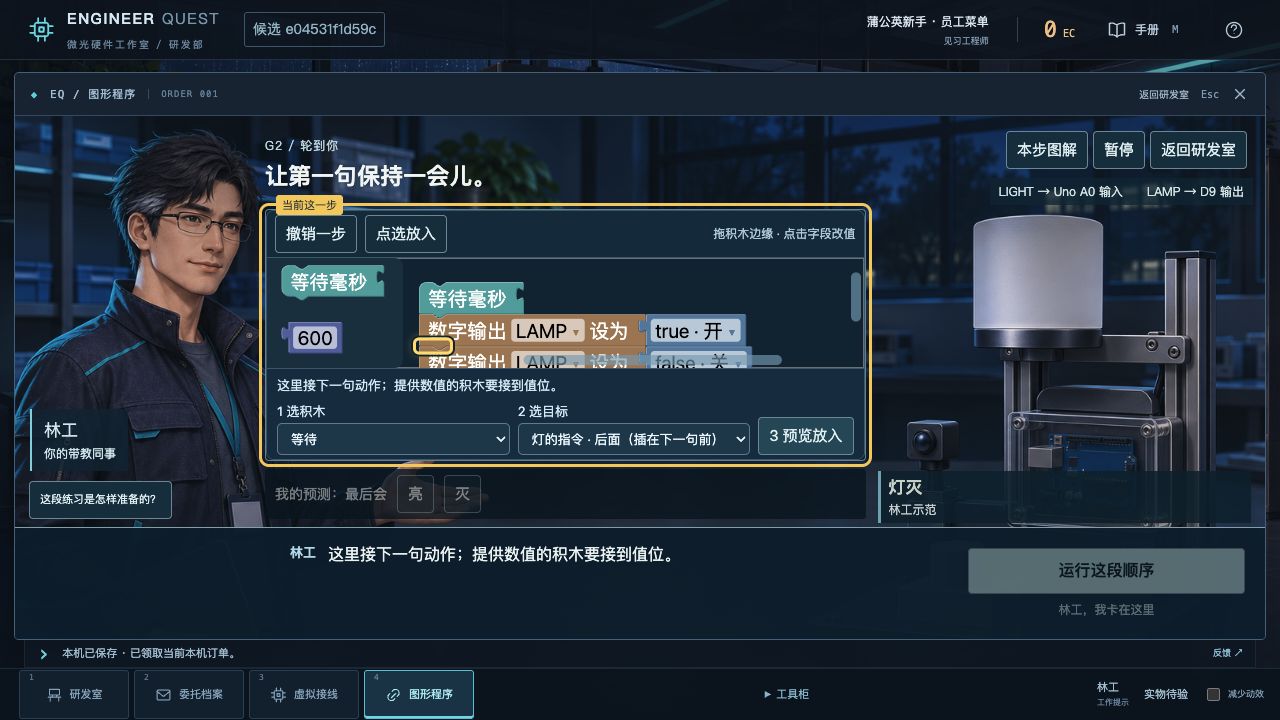 ENGINEER QUEST
微光硬件工作室 / 研发部
候选 e04531f1d59c
蒲公英新手 · 员工菜单
见习工程师
0 EC
手册 M
EQ / 图形程序
ORDER 001
返回研发室 Esc
G2 / 轮到你
让第一句保持一会儿。
本步图解
暂停
返回研发室
LIGHT → Uno A0 输入
LAMP → D9 输出
当前这一步
撤销一步
点选放入
拖积木边缘 · 点击字段改值
等待毫秒
600
等待毫秒
数字输出 LAMP 设为 true · 开
数字输出 LAMP 设为 false · 关
这里接下一句动作；提供数值的积木要接到值位。
1 选积木
2 选目标
等待
灯的指令 · 后面（插在下一句前）
3 预览放入
林工
你的带教同事
这段练习是怎样准备的？
我的预测：最后会
亮
灭
灯灭
林工示范
林工 这里接下一句动作；提供数值的积木要接到值位。
运行这段顺序
林工，我卡在这里
本机已保存 · 已领取当前本机订单。
反馈 ↗
1 研发室
2 委托档案
3 虚拟接线
4 图形程序
工具柜
林工
工作提示
实物待验
减少动效